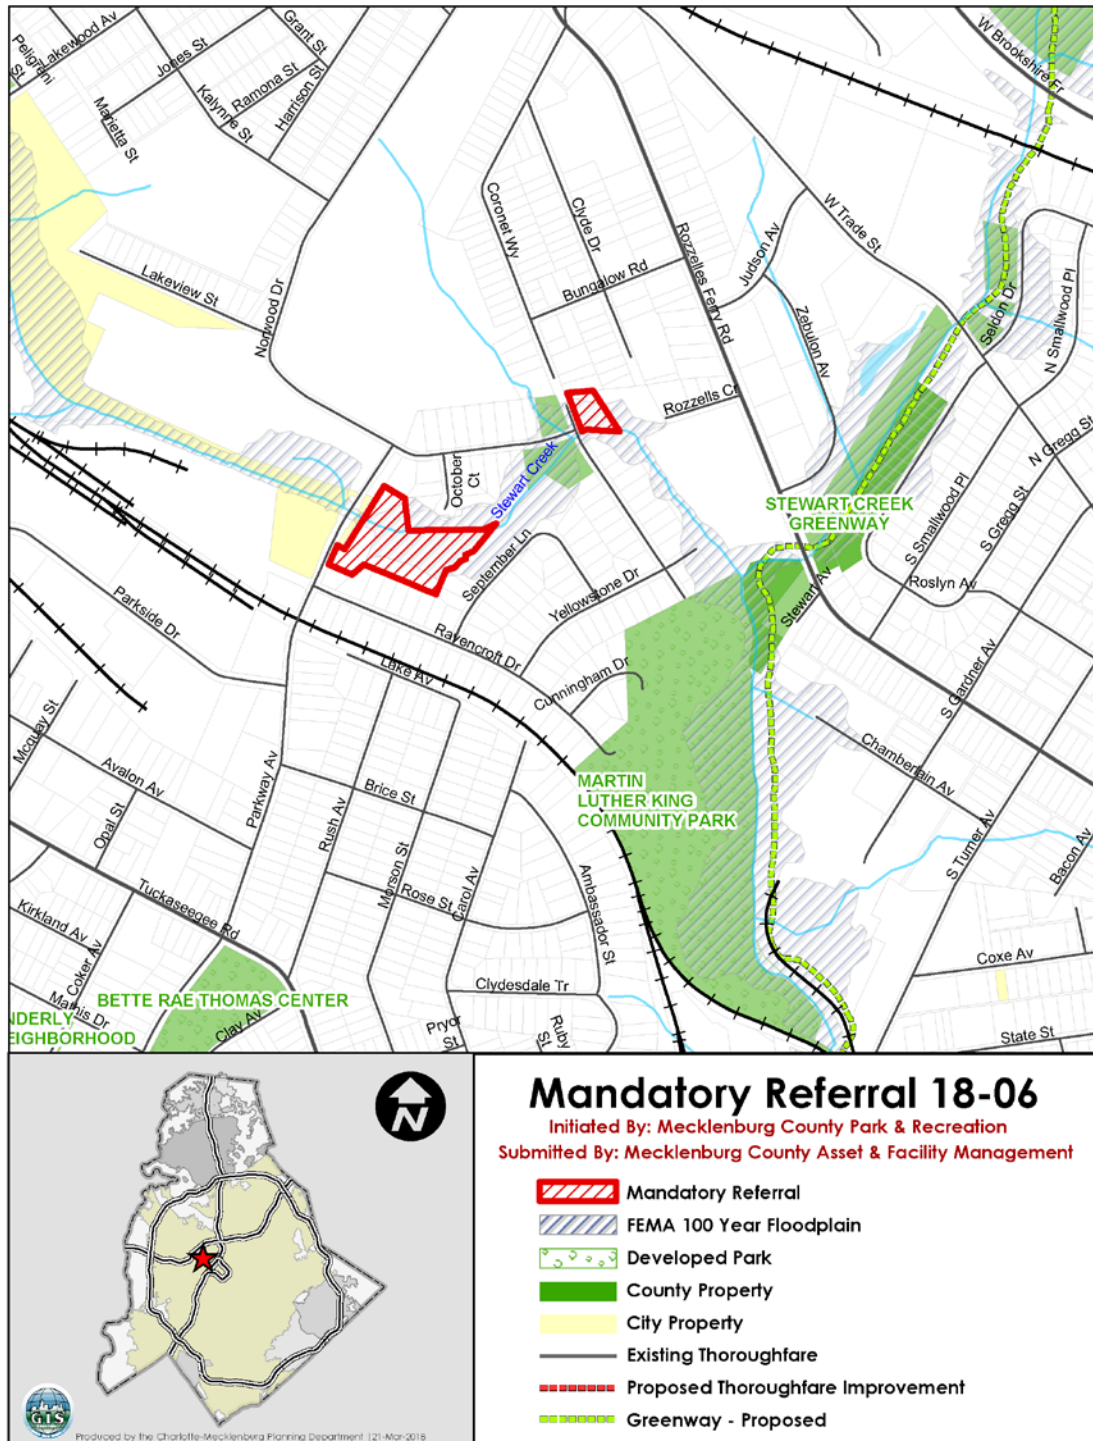 Lakewood Av
Peligrini
St
Jones St
Grant St
Ramona St
Harrison St
Kalynne St
Marietta St
Lakeview St
Norwood Dr
Coronet Wy
Clyde Dr
Bungalow Rd
Rozzelles Ferry Rd
Judson Av
Zebulon Av
W Trade St
W Brookshire Fr
Seldon Dr
N Smallwood Pl
N Gregg St
Rozzells Cr
October
Ct
Stewart Creek
September Ln
Yellowstone Dr
STEWART CREEK
GREENWAY
S Smallwood Pl
S Gregg St
Roslyn Av
Stewart Av
S Gardner Av
Parkside Dr
Ravencroft Dr
Lake Av
Cunningham Dr
Chamberlain Av
Mcquay St
Avalon Av
Opal St
Parkway Av
Rush Av
Brice St
MARTIN
LUTHER KING
COMMUNITY PARK
S Turner Av
Bacon Av
Morson St
Rose St
Carol Av
Ambassador St
Tuckaseegee Rd
Kirkland Av
Coker Av
Mathis Dr
BETTE RAE THOMAS CENTER
NDERLY
EIGHBORHOOD
Clay Av
Clydesdale Tr
Pryor
St
Ruby
St
Coxe Av
State St
N
GIS
Produced by the Charlotte-Mecklenburg Planning Department |21-Mar-2018
Mandatory Referral 18-06
Initiated By: Mecklenburg County Park & Recreation
Submitted By: Mecklenburg County Asset & Facility Management
Mandatory Referral
FEMA 100 Year Floodplain
Developed Park
County Property
City Property
Existing Thoroughfare
Proposed Thoroughfare Improvement
Greenway - Proposed